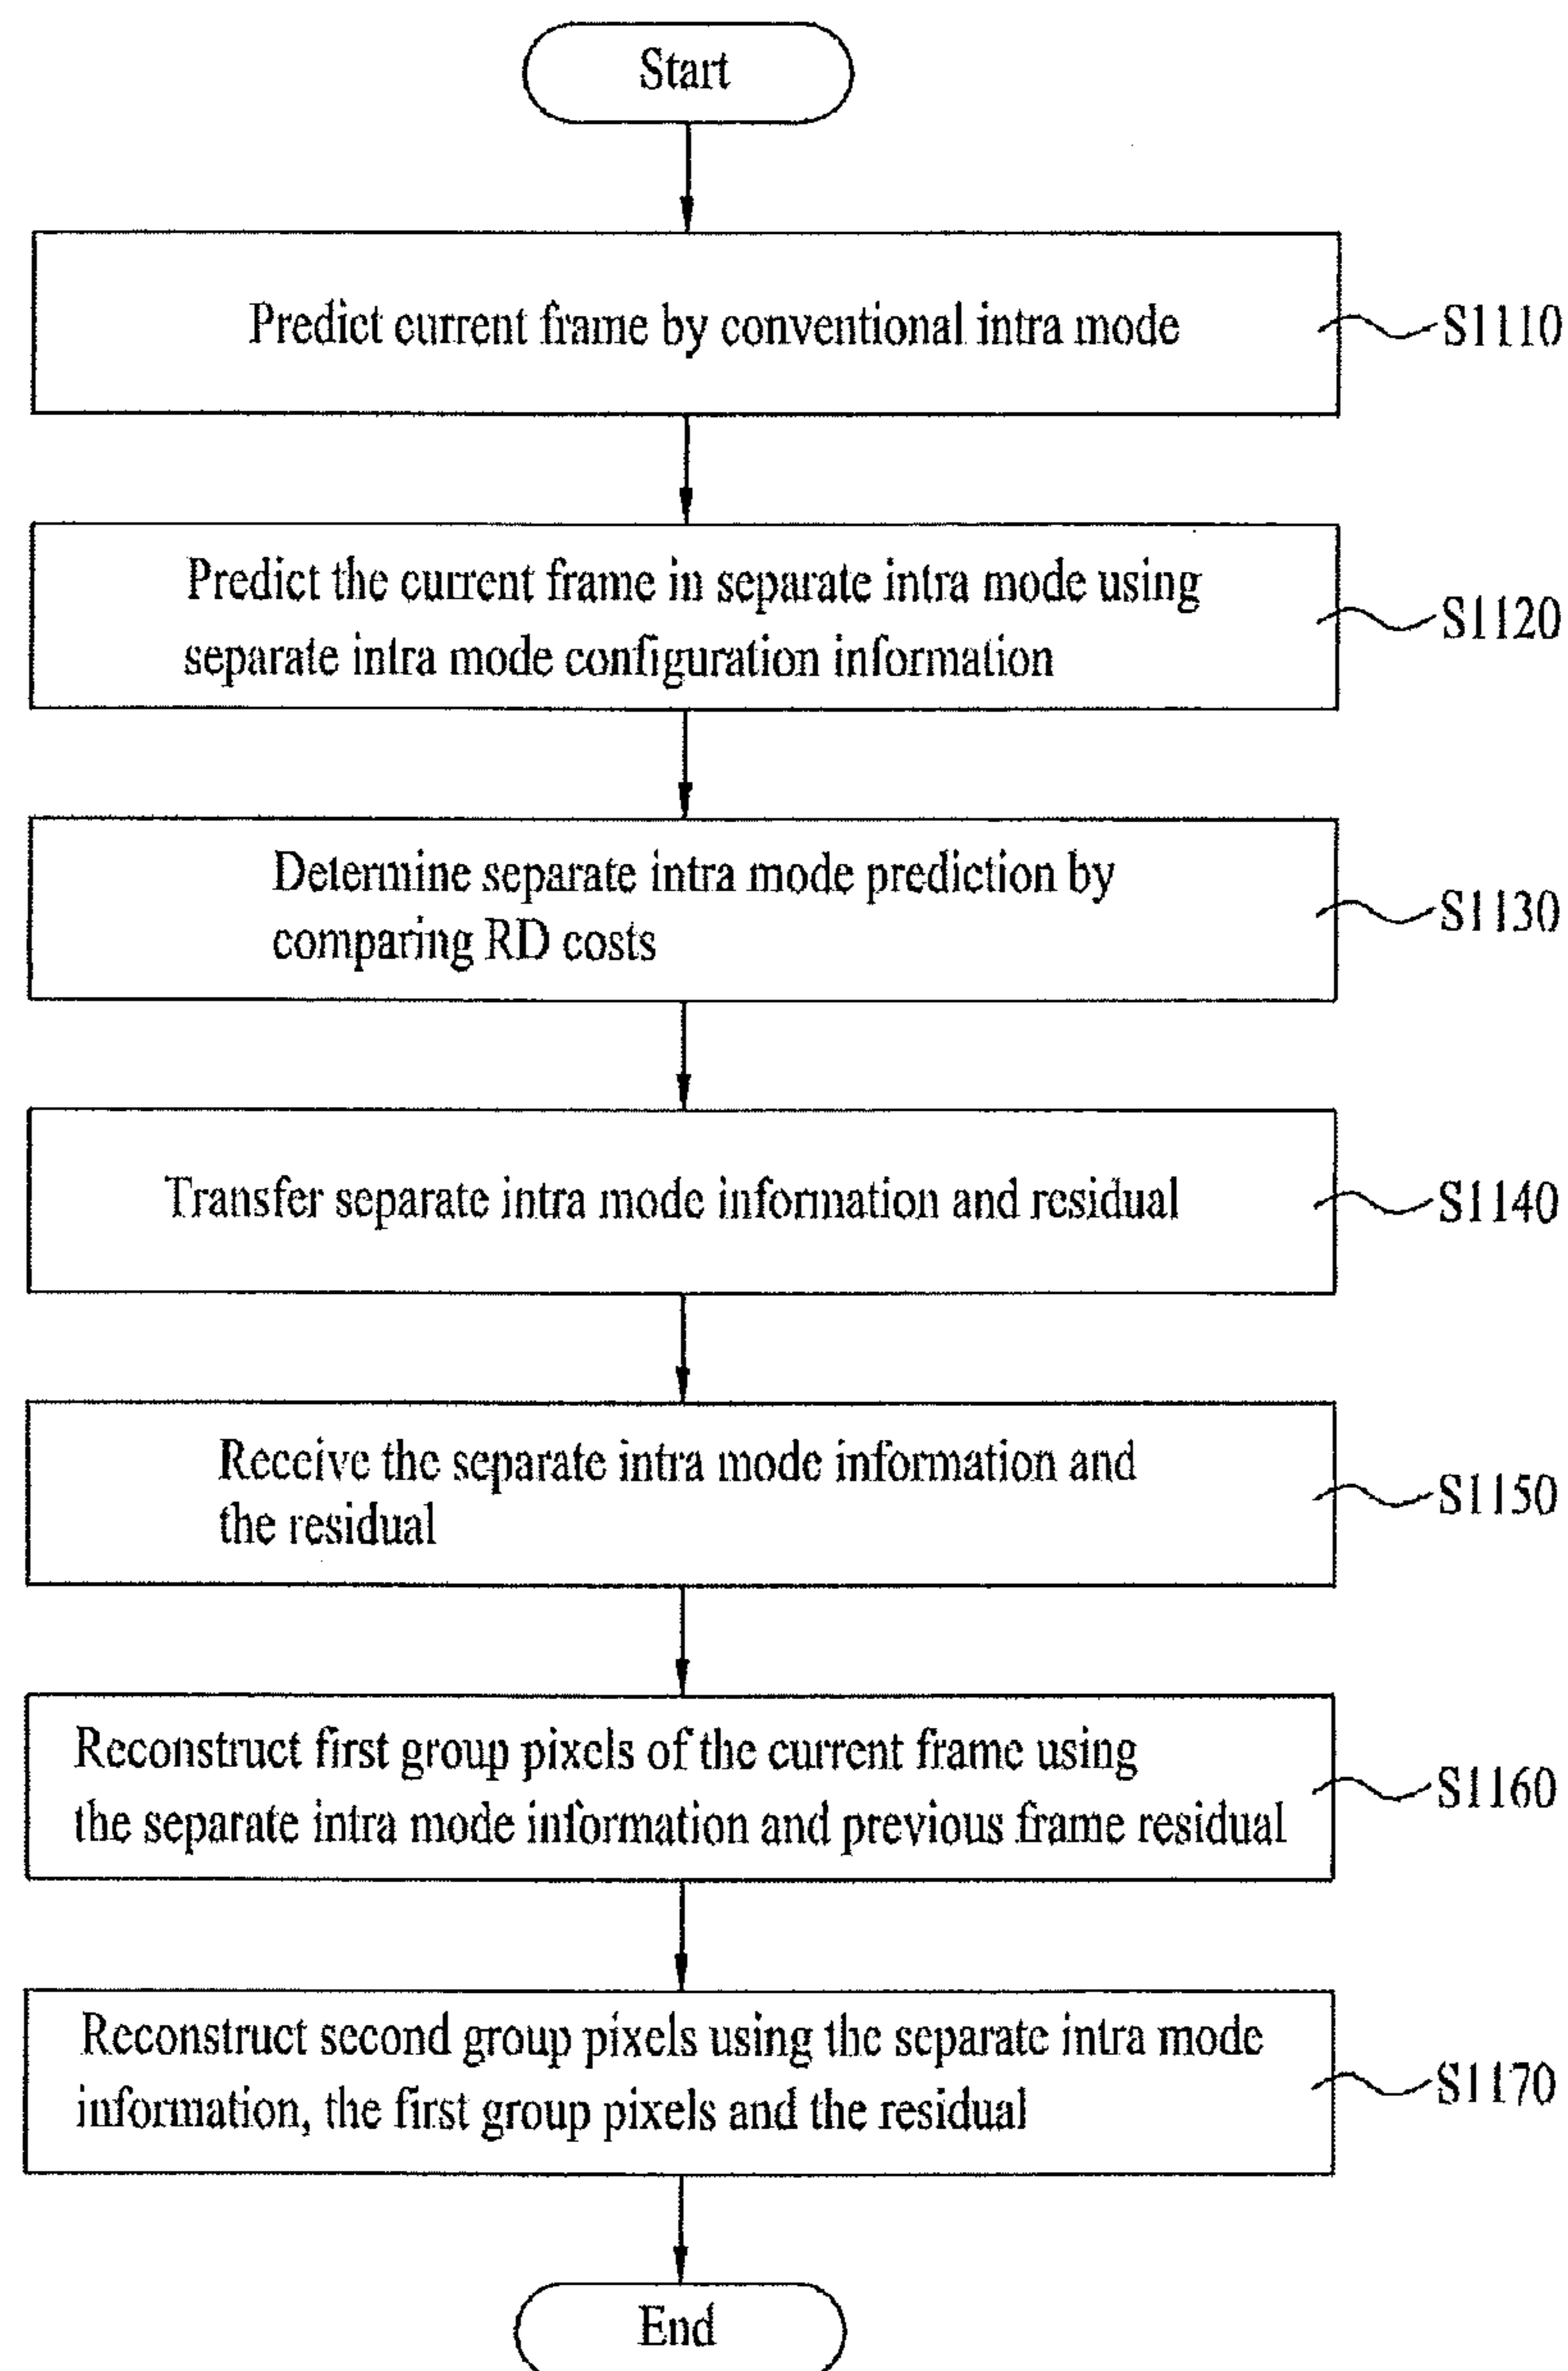 Start
Predict current frame by conventional intra mode
S1110
Predict the current frame in separate intra mode using
separate intra mode configuration information
S1120
Determine separate intra mode prediction by
comparing RD costs
S1130
Transfer separate intra mode information and residual
S1140
Receive the separate intra mode information and
the residual
S1150
Reconstruct first group pixels of the current frame using
the separate intra mode information and previous frame residual
S1160
Reconstruct second group pixels using the separate intra mode
information, the first group pixels and the residual
S1170
End